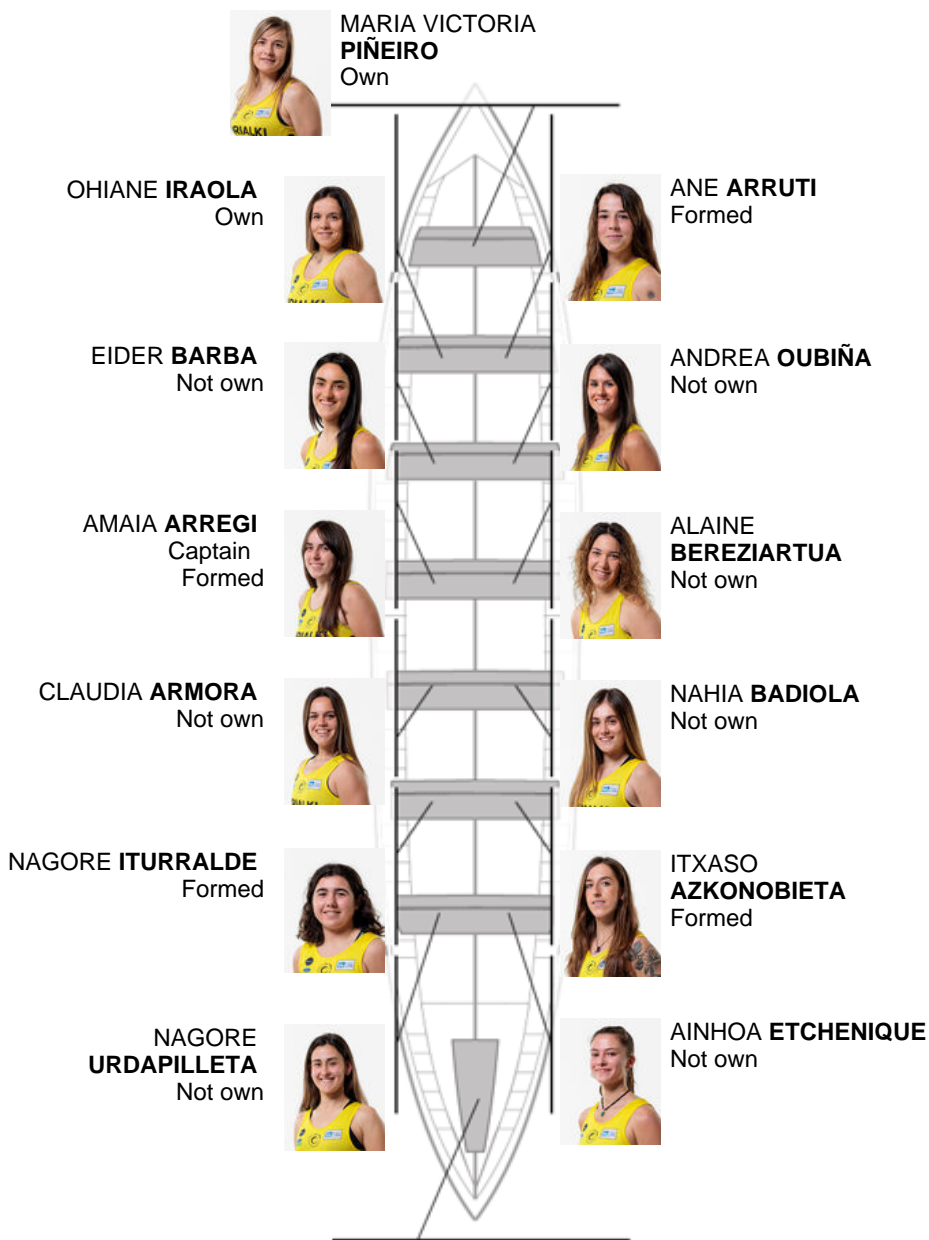 MARIA VICTORIA
PIÑEIRO
Own
OHIANE IRAOLA
Own
ANE ARRUTI
Formed
EIDER BARBA
Not own
ANDREA OUBIÑA
Not own
AMAIA ARREGI
Captain
Formed
ALAINE
BEREZIARTUA
Not own
CLAUDIA ARMORA
Not own
NAHIA BADIOLA
Not own
NAGORE ITURRALDE
Formed
ITXASO
AZKONOBIETA
Formed
NAGORE
URDAPILLETA
Not own
AINHOA ETCHENIQUE
Not own